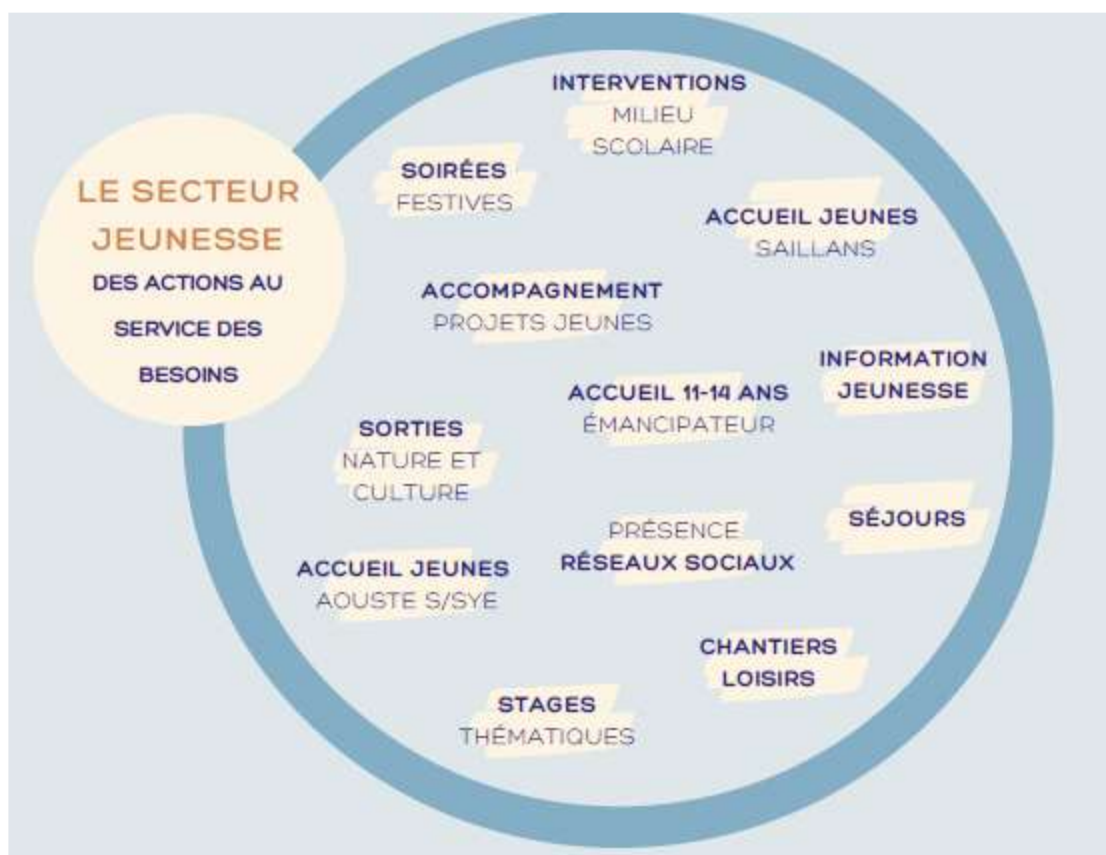 LE SECTEUR
JEUNESSE
DES ACTIONS AU
SERVICE DES
BESOINS
INTERVENTIONS
MILIEU
SCOLAIRE
SOIRÉES
FESTIVES
ACCUEIL JEUNES
SAILLANS
ACCOMPAGNEMENT
PROJETS JEUNES
INFORMATION
JEUNESSE
ACCUEIL 11-14 ANS
ÉMANCIPATEUR
SORTIES
NATURE ET
CULTURE
SÉJOURS
PRÉSENCE
RÉSEAUX SOCIAUX
ACCUEIL JEUNES
AOUSTE S/SYE
CHANTIERS
LOISIRS
STAGES
THÉMATIQUES